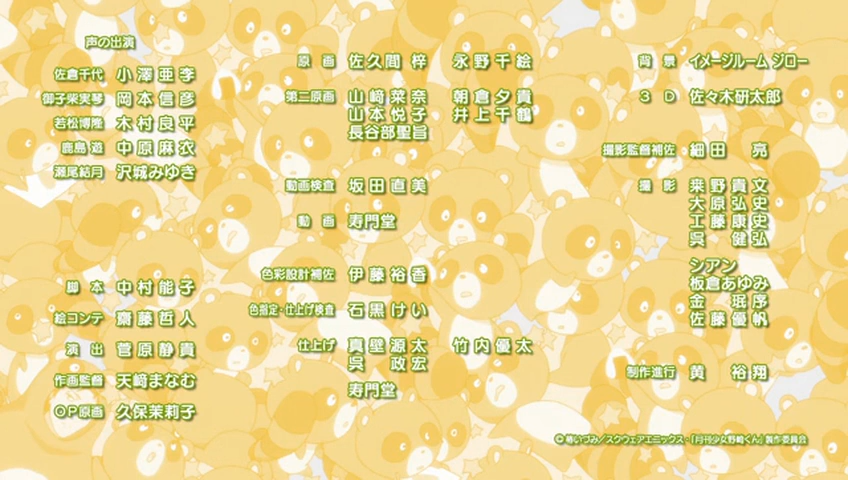 声の出演
佐倉千代 小澤亜李
御子柴実琴 岡本信彦
若松博隆 木村良平
鹿島遊 中原麻衣
瀬尾結月 沢城みゆき
脚本 中村能子
絵コンテ 齋藤哲人
演出 菅原静貴
作画監督 天﨑まなむ
OP原画 久保茉莉子
原画 佐久間梓 永野千絵
第二原画 山﨑菜奈 朝倉夕貴
山本悦子 井上千鶴
長谷部聖旨
動画検査 坂田直美
動画 寿門堂
色彩設計補佐 伊藤裕香
色指定・仕上げ検査 石黒けい
仕上げ 真壁源太 竹内優太
呉政宏
寿門堂
背景 イメージルーム ジロー
3D 佐々木研太郎
撮影監督補佐 細田亮
撮影 桒野貴文
大原弘史
工藤康史
呉健弘
シアン
板倉あゆみ
金珉序
佐藤優帆
制作進行 黄裕翔
©椿いづみ/スクウェアエニックス・「月刊少女野崎くん」製作委員会